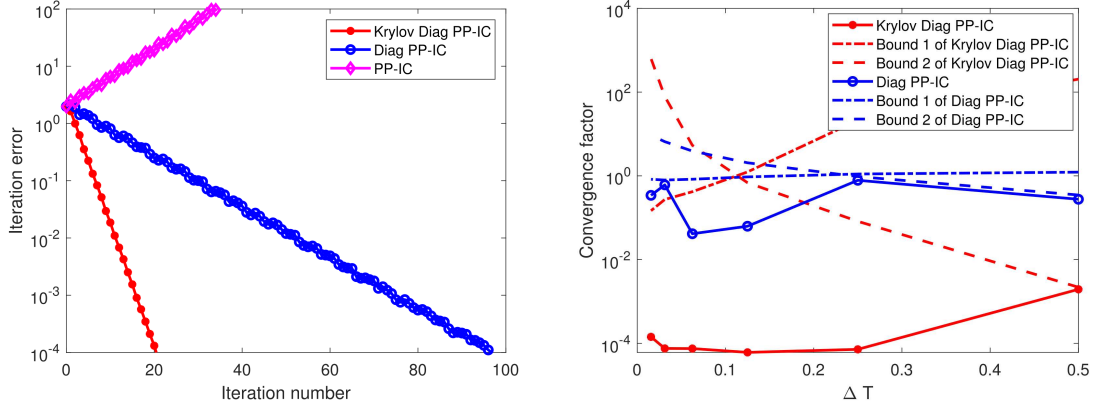 10^2
10^1
10^0
10^-1
10^-2
10^-3
10^-4
0
20
40
60
80
100
Iteration number
Iteration error
Krylov Diag PP-IC
Diag PP-IC
PP-IC
10^4
10^2
10^0
10^-2
10^-4
0
0.1
0.2
0.3
0.4
0.5
Δ T
Convergence factor
Krylov Diag PP-IC
Bound 1 of Krylov Diag PP-IC
Bound 2 of Krylov Diag PP-IC
Diag PP-IC
Bound 1 of Diag PP-IC
Bound 2 of Diag PP-IC